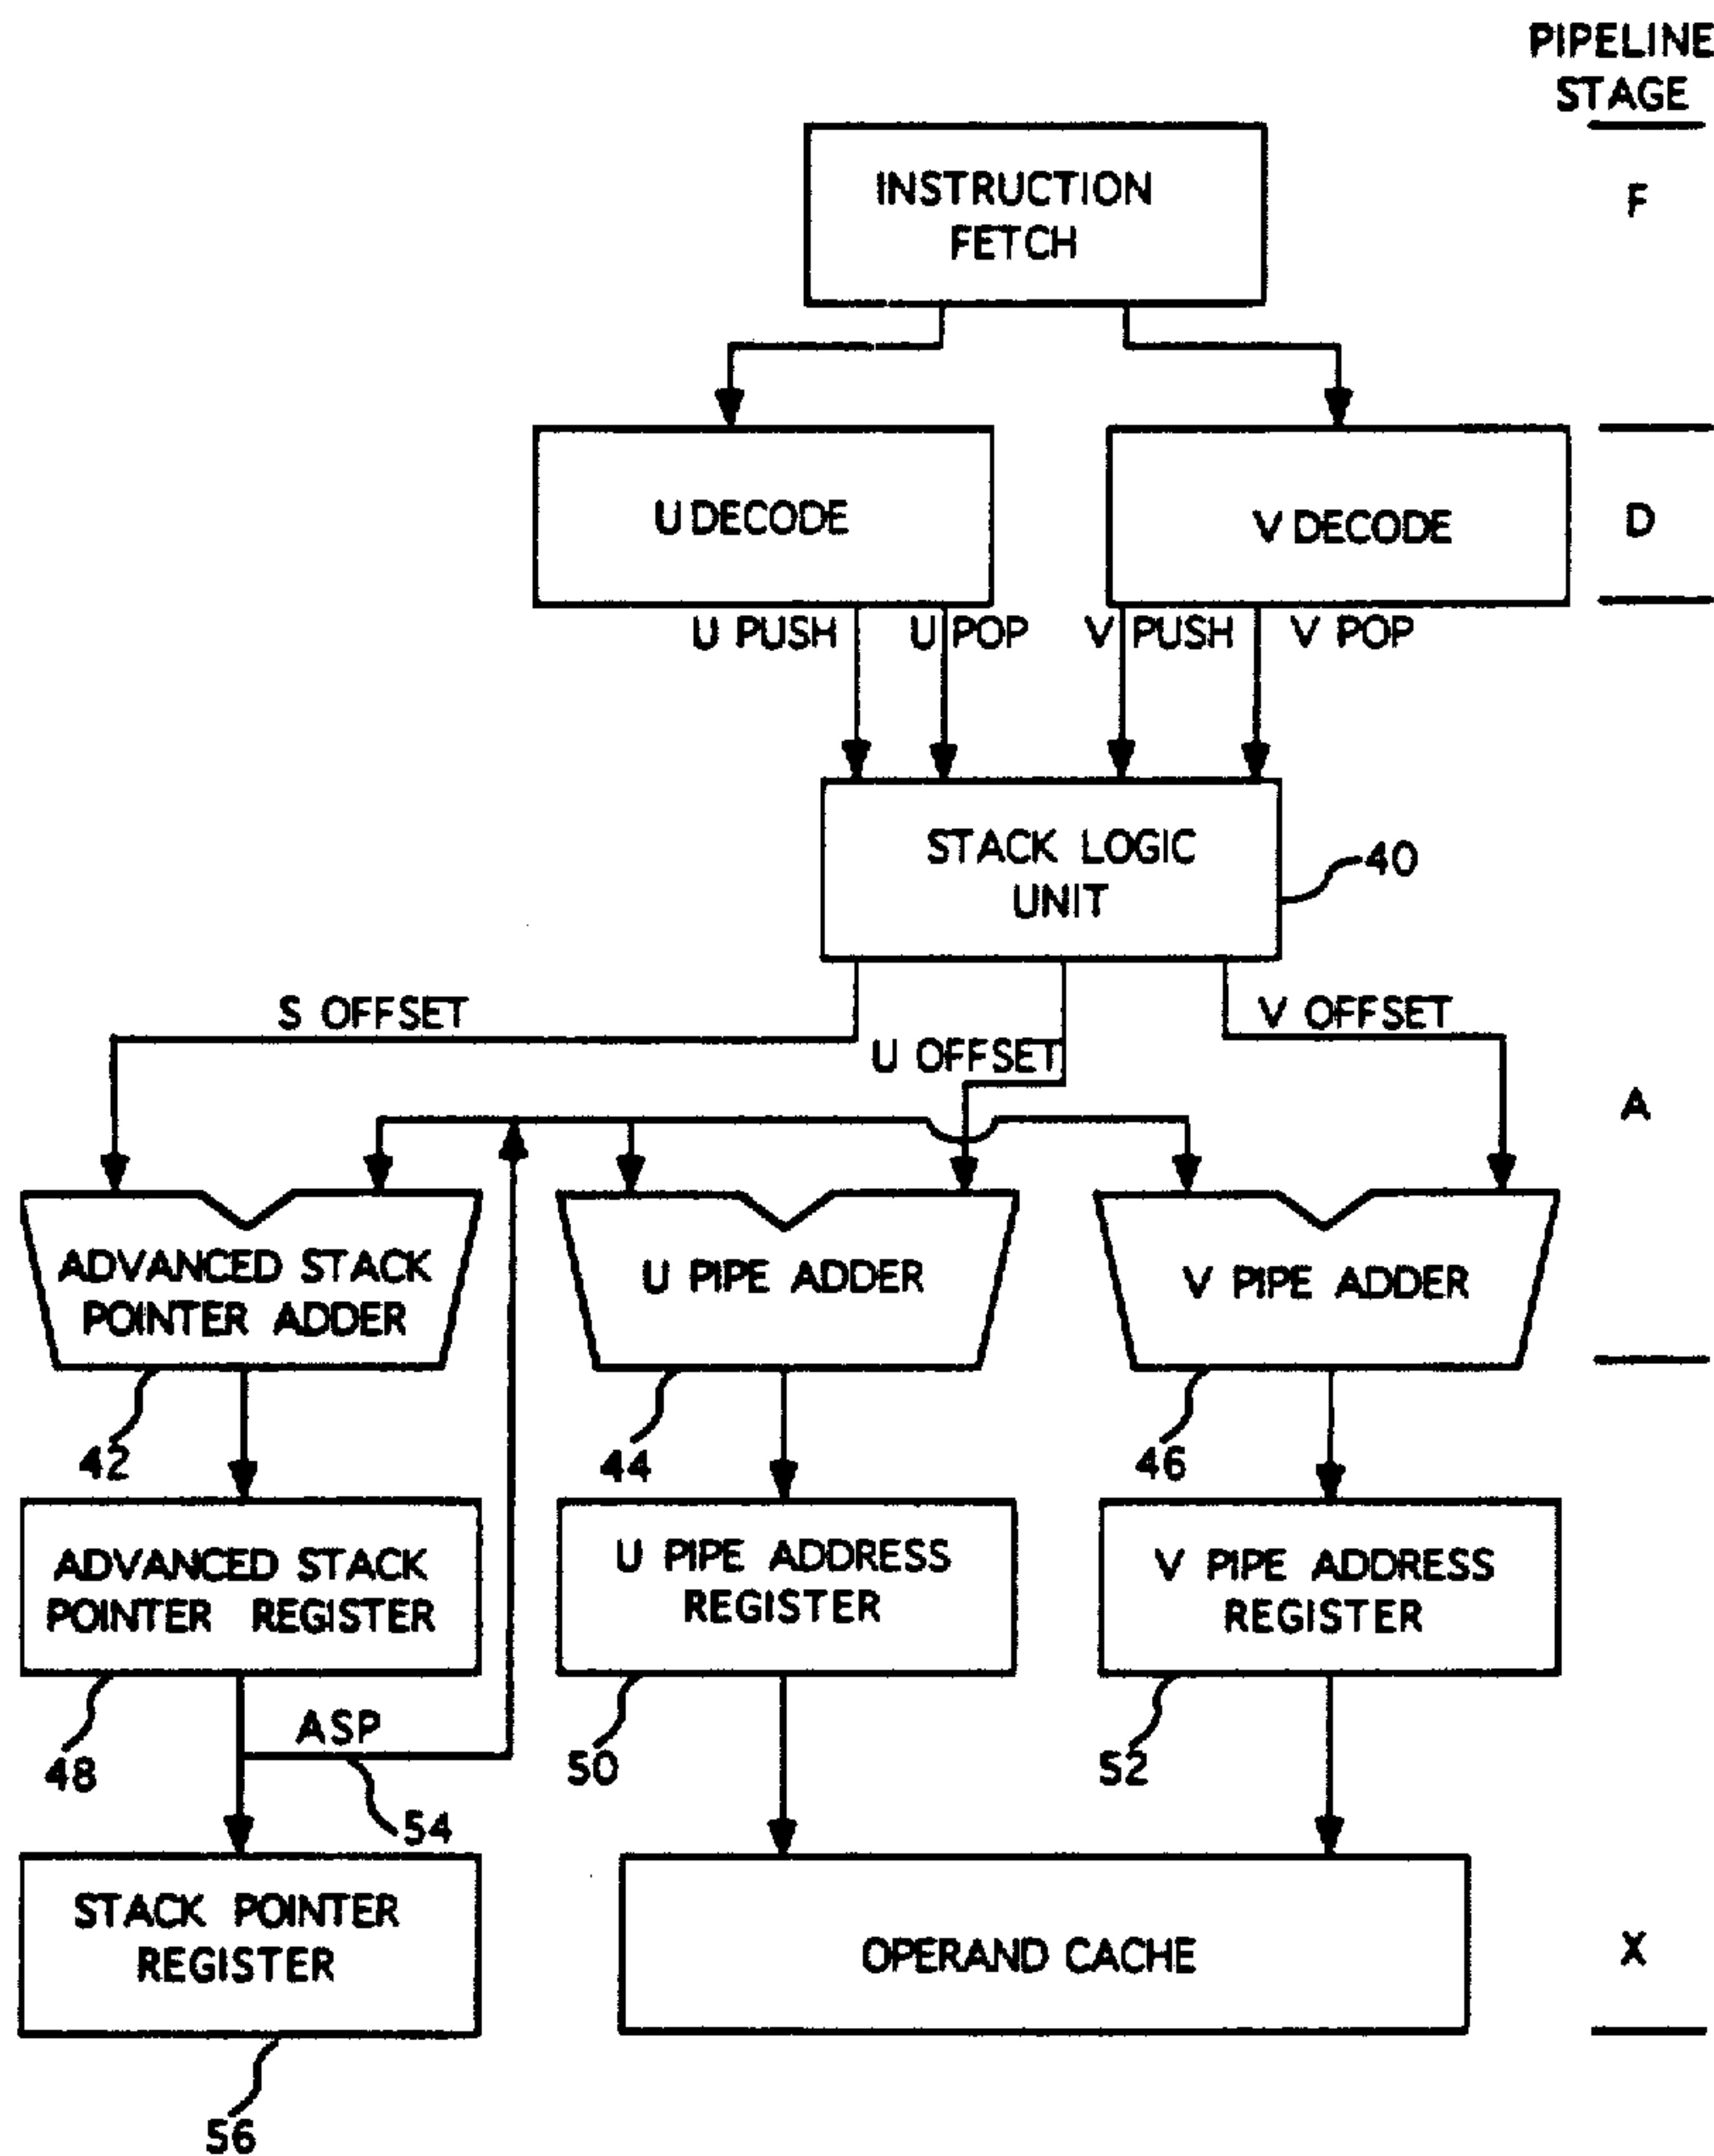 PIPELINE
STAGE
INSTRUCTION
FETCH
F
U DECODE
V DECODE
D
U PUSH
U POP
V PUSH
V POP
STACK LOGIC
UNIT
40
S OFFSET
U OFFSET
V OFFSET
A
ADVANCED STACK
POINTER ADDER
U PIPE ADDER
V PIPE ADDER
42
44
46
ADVANCED STACK
POINTER REGISTER
U PIPE ADDRESS
REGISTER
V PIPE ADDRESS
REGISTER
48
ASP
54
50
52
STACK POINTER
REGISTER
OPERAND CACHE
X
56